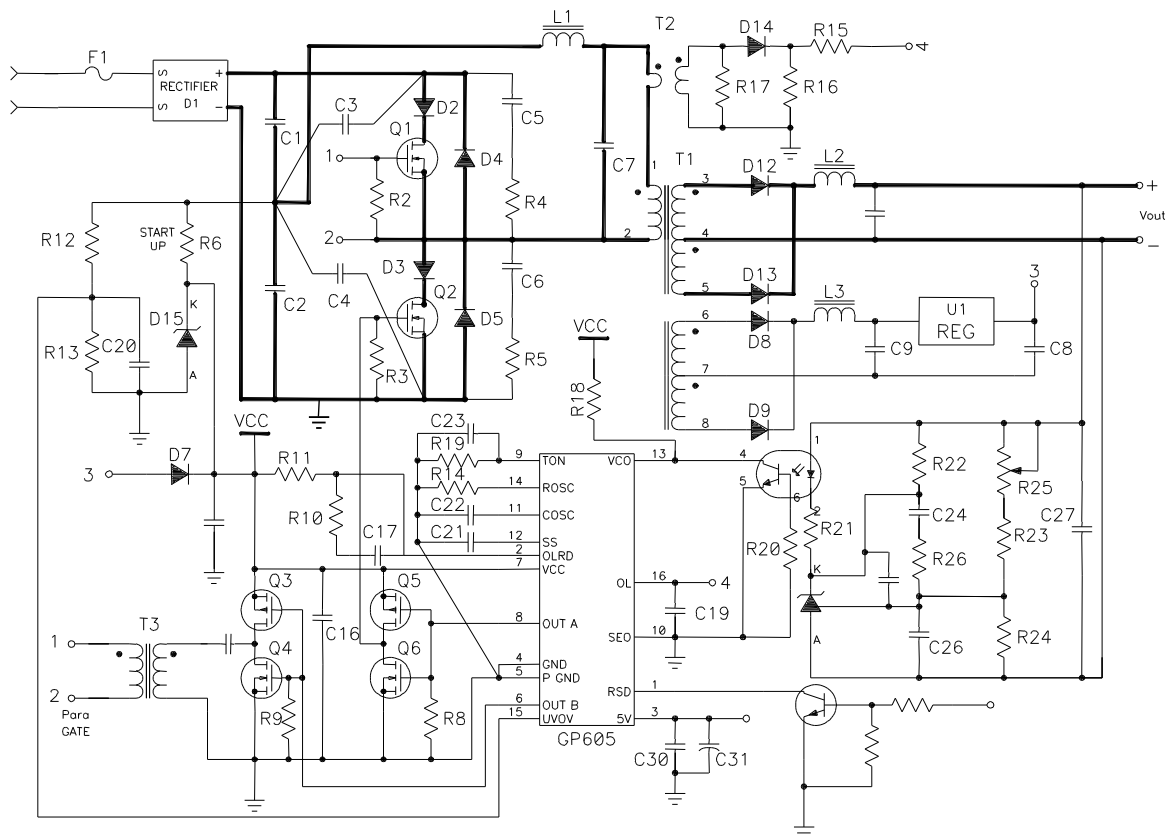 F1
S
+
RECTIFIER
D1
S
−
C1
C3
D2
Q1
1
R2
D4
C5
R4
2
L1
T2
D14
R15
4
R17
R16
C7
T1
1
2
3
4
5
6
7
8
D12
L2
+
Vout
−
D13
L3
D8
U1
REG
3
C9
C8
D9
R12
START
UP
R6
C2
C4
D3
Q2
C6
D5
R3
R5
K
D15
A
R13
C20
VCC
VCC
R18
3
D7
R11
R10
C17
C23
R19
R14
C22
C21
9
TON
14
ROSC
11
COSC
12
SS
2
OLRD
7
VCC
8
OUT A
4
GND
5
P GND
6
OUT B
15
UVOV
VCO
13
OL
16
4
SEO
10
RSD
1
5V
3
GP605
C19
C30
C31
4
5
6
1
2
R20
R21
K
A
R22
C24
R26
C26
R25
R23
R24
C27
Q3
Q4
Q5
Q6
C16
R9
R8
1
T3
2
Para
GATE